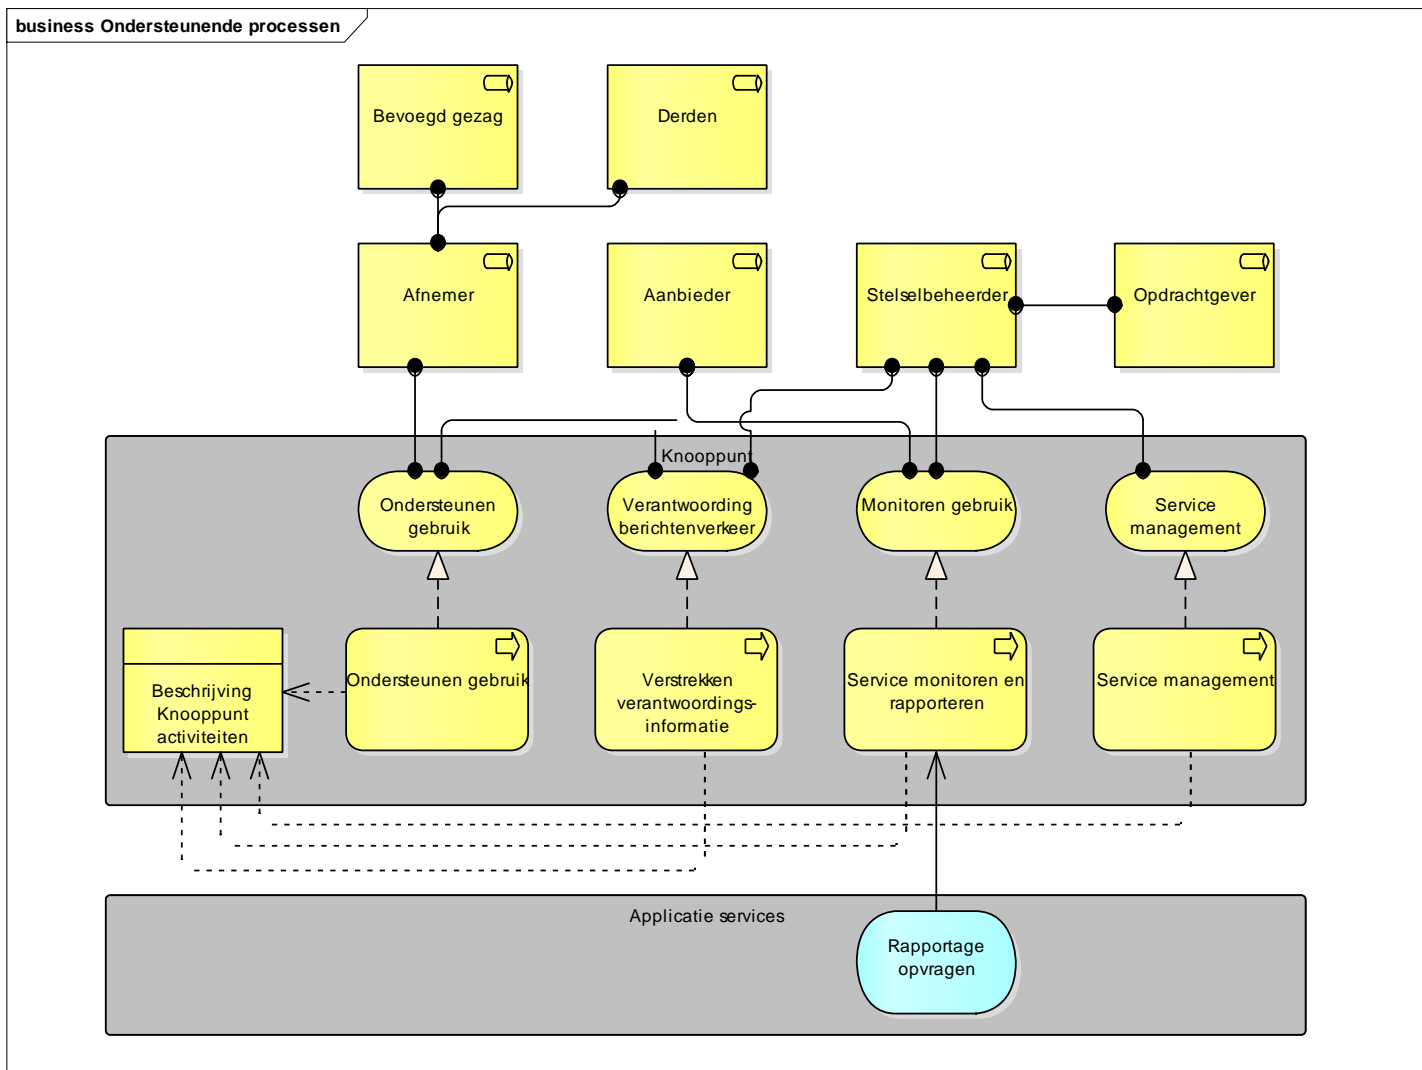 business Ondersteunende processen
Bevoegd gezag
Derden
Afnemer
Aanbieder
Stelselbeheerder
Opdrachtgever
Knooppunt
Ondersteunen
gebruik
Verantwoording
berichtenverkeer
Monitoren gebruik
Service
management
Beschrijving
Knooppunt
activiteiten
Ondersteunen gebruik
Verstrekken
verantwoordings-
informatie
Service monitoren en
rapporteren
Service management
Applicatie services
Rapportage
opvragen